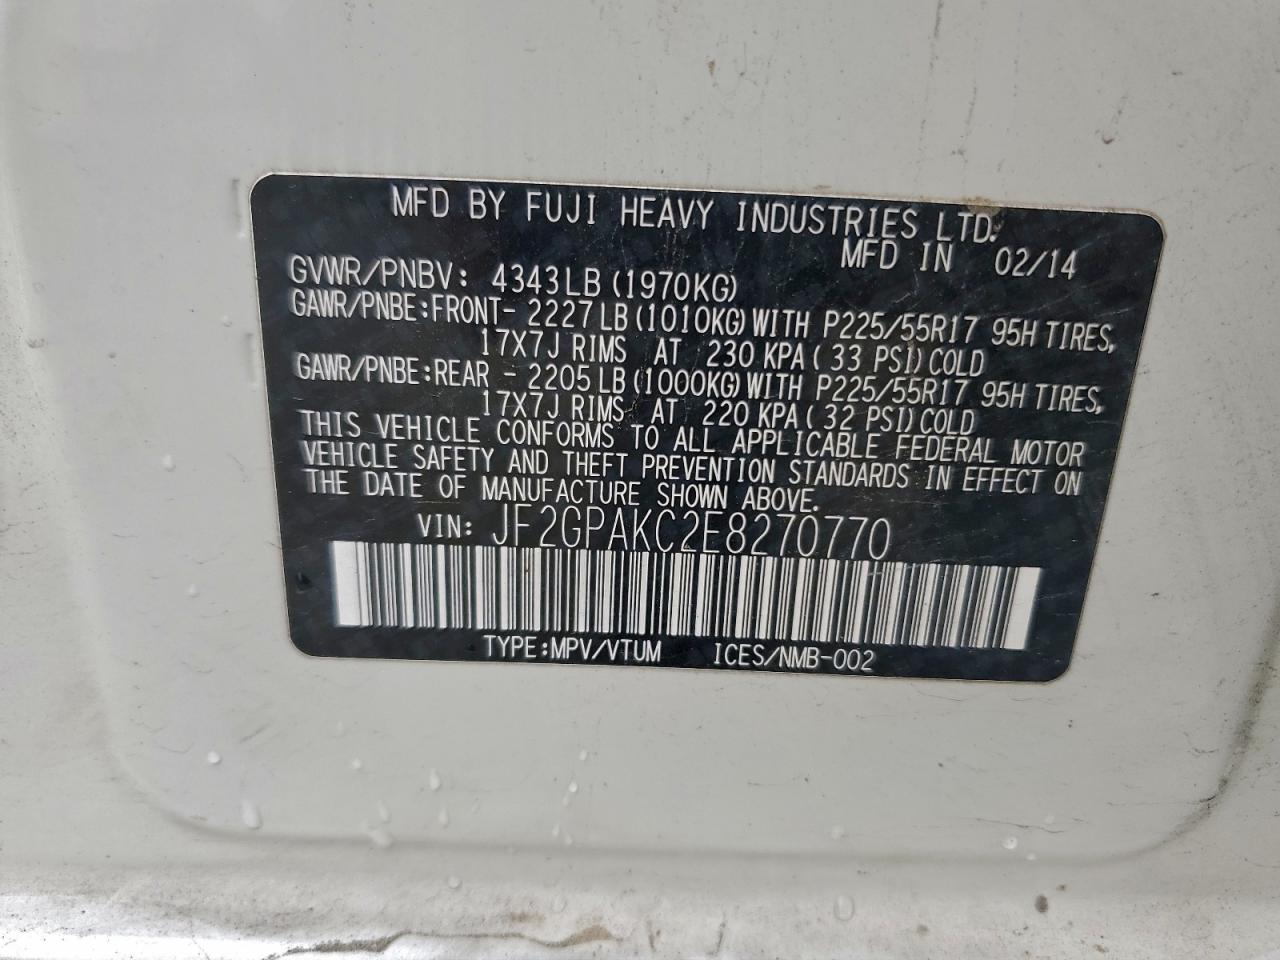 MFD BY FUJI HEAVY INDUSTRIES LTD.
MFD IN 02/14
GVWR/PNBV: 4343LB(1970KG)
GAWR/PNBE:FRONT- 2227LB(1010KG)WITH P225/55R17 95H TIRES,
17X7J RIMS AT 230 KPA(33 PSI)COLD
GAWR/PNBE:REAR - 2205LB(1000KG)WITH P225/55R17 95H TIRES,
17X7J RIMS AT 220 KPA(32 PSI)COLD
THIS VEHICLE CONFORMS TO ALL APPLICABLE FEDERAL MOTOR
VEHICLE SAFETY AND THEFT PREVENTION STANDARDS IN EFFECT ON
THE DATE OF MANUFACTURE SHOWN ABOVE.
VIN: JF2GPAKC2E8270770
TYPE:MPV/VTUM ICES/NMB-002